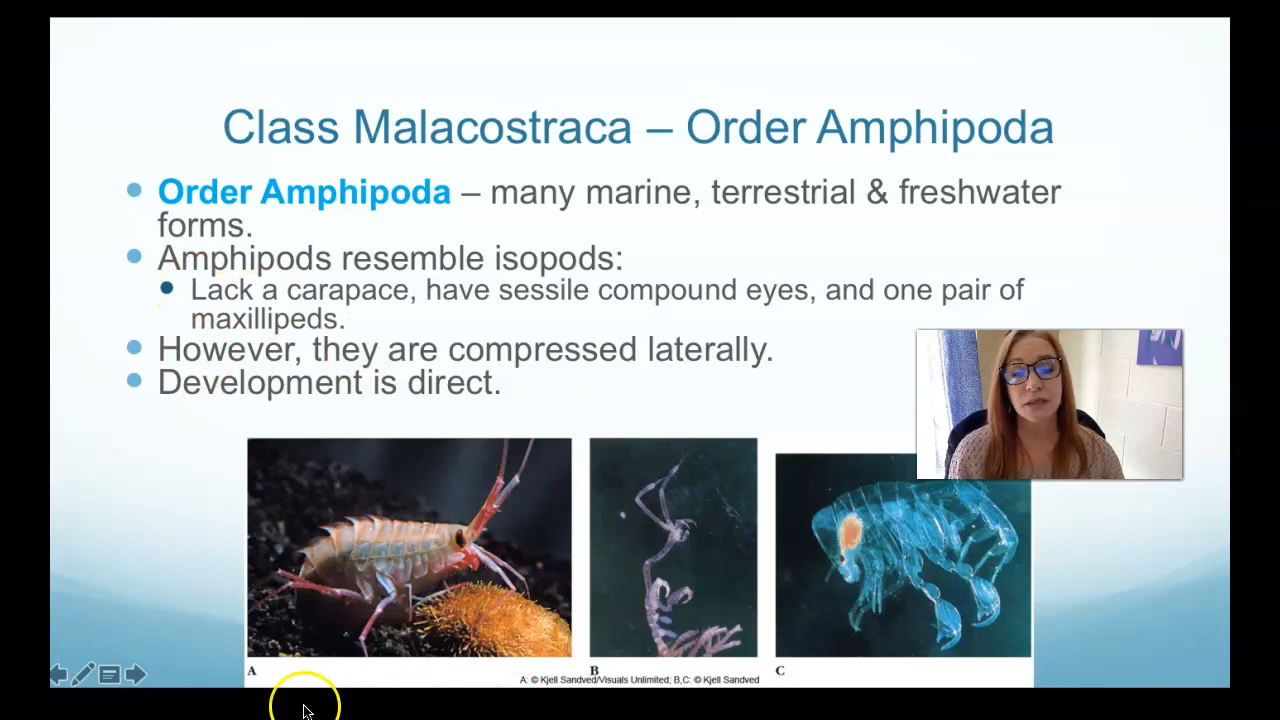 Class Malacostraca – Order Amphipoda
Order Amphipoda – many marine, terrestrial & freshwater
forms.
Amphipods resemble isopods:
Lack a carapace, have sessile compound eyes, and one pair of
maxillipeds.
However, they are compressed laterally.
Development is direct.
A
B
C
A: © Kjell Sandved/Visuals Unlimited; B,C: © Kjell Sandved